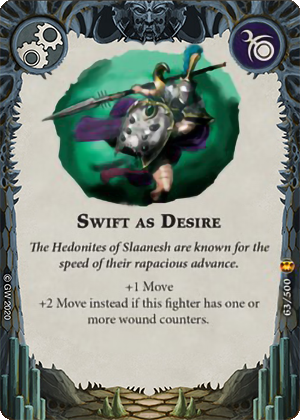 Swift as Desire
The Hedonites of Slaanesh are known for the
speed of their rapacious advance.
+1 Move
+2 Move instead if this fighter has one or
more wound counters.
© GW 2020
63/500